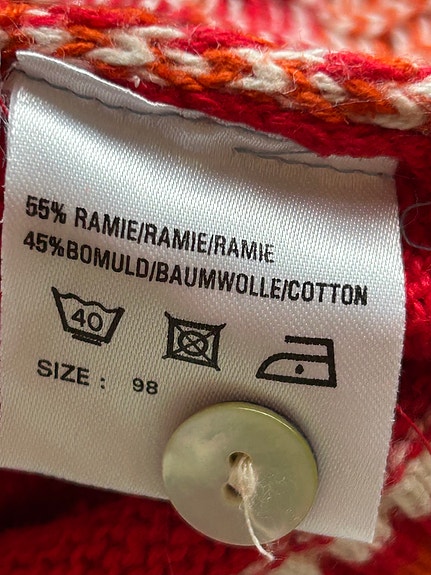 55% RAMIE/RAMIE/RAMIE
45%BOMULD/BAUMWOLLE/COTTON
40
SIZE : 98